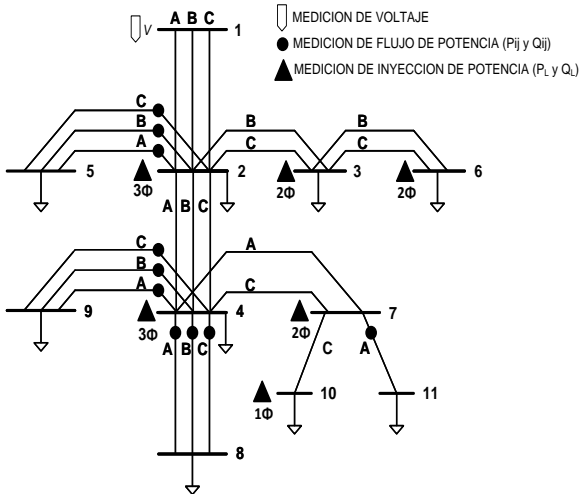 A B C
V
1
MEDICION DE VOLTAJE
MEDICION DE FLUJO DE POTENCIA (Pij y Qij)
MEDICION DE INYECCION DE POTENCIA (PL y QL)
C
B
A
5
3Φ
2
B
C
2Φ
3
B
C
2Φ
6
A B C
C
B
A
9
3Φ
4
A
C
2Φ
7
A B C
C
A
1Φ
10
11
8